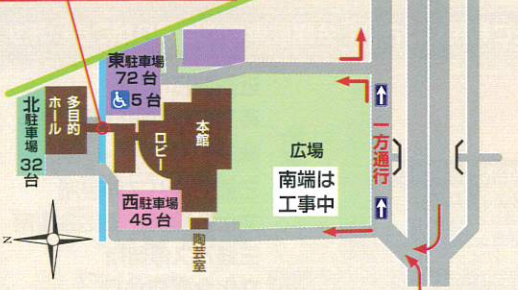 東駐車場
72台
5台
北駐車場
32台
多目的
ホール
ロビー
本館
広場
南端は
工事中
一方通行
西駐車場
45台
陶芸室
N